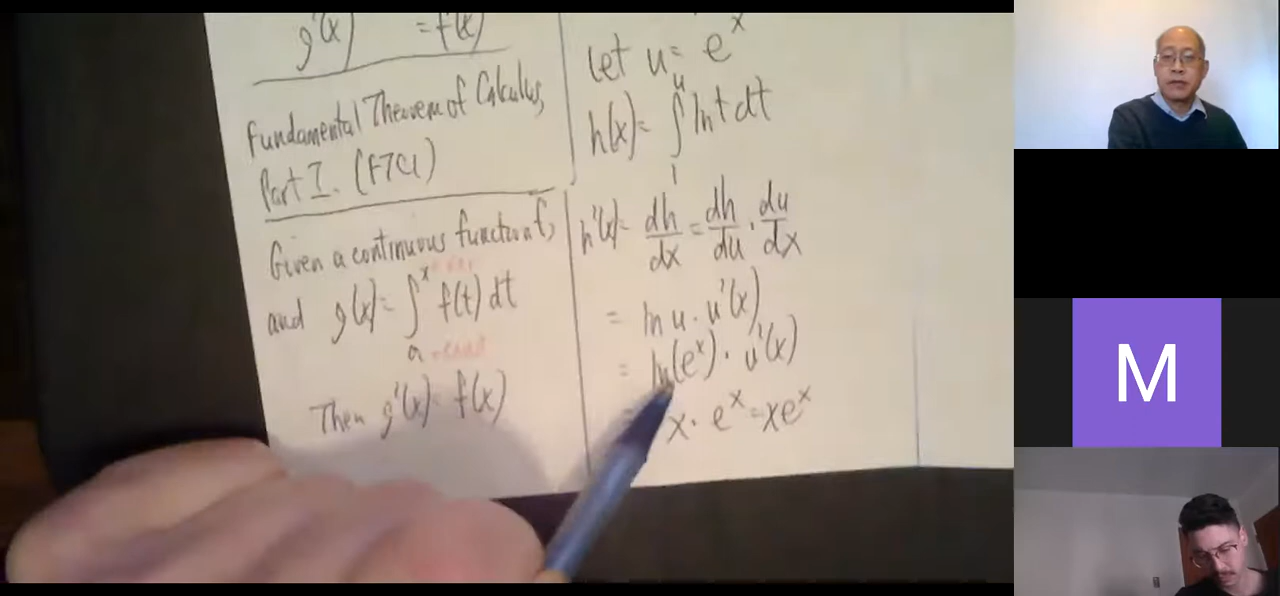 g'(x) = f(x)
Fundamental Theorem of Calculus,
Part I. (FTC1)
Given a continuous function f,
and g(x) = ∫ₐˣ f(t) dt
Then g'(x) = f(x)
Let u = eˣ
h(x) = ∫₁ᵘ ln t dt
h'(x) = dh/dx = dh/du · du/dx
= ln u · u'(x)
= ln(eˣ) · u'(x)
x · eˣ = xeˣ
M